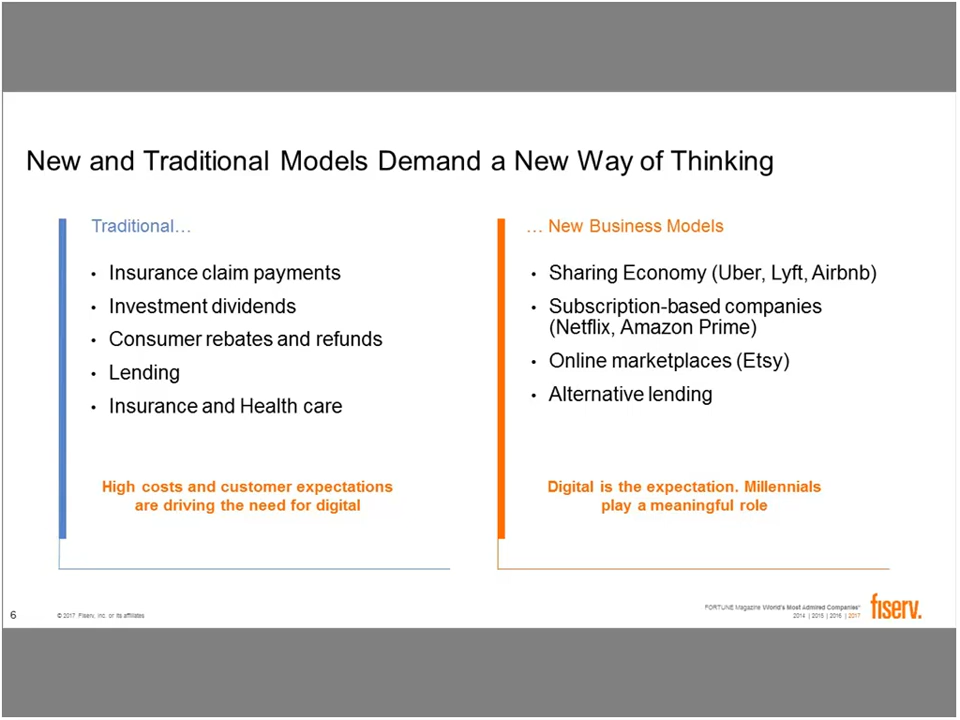 New and Traditional Models Demand a New Way of Thinking
Traditional…
• Insurance claim payments
• Investment dividends
• Consumer rebates and refunds
• Lending
• Insurance and Health care
High costs and customer expectations
are driving the need for digital
… New Business Models
• Sharing Economy (Uber, Lyft, Airbnb)
• Subscription-based companies
(Netflix, Amazon Prime)
• Online marketplaces (Etsy)
• Alternative lending
Digital is the expectation. Millennials
play a meaningful role
6
© 2017 Fiserv, Inc. or its affiliates
FORTUNE Magazine World's Most Admired Companies®
2014 | 2015 | 2016 | 2017
fiserv.